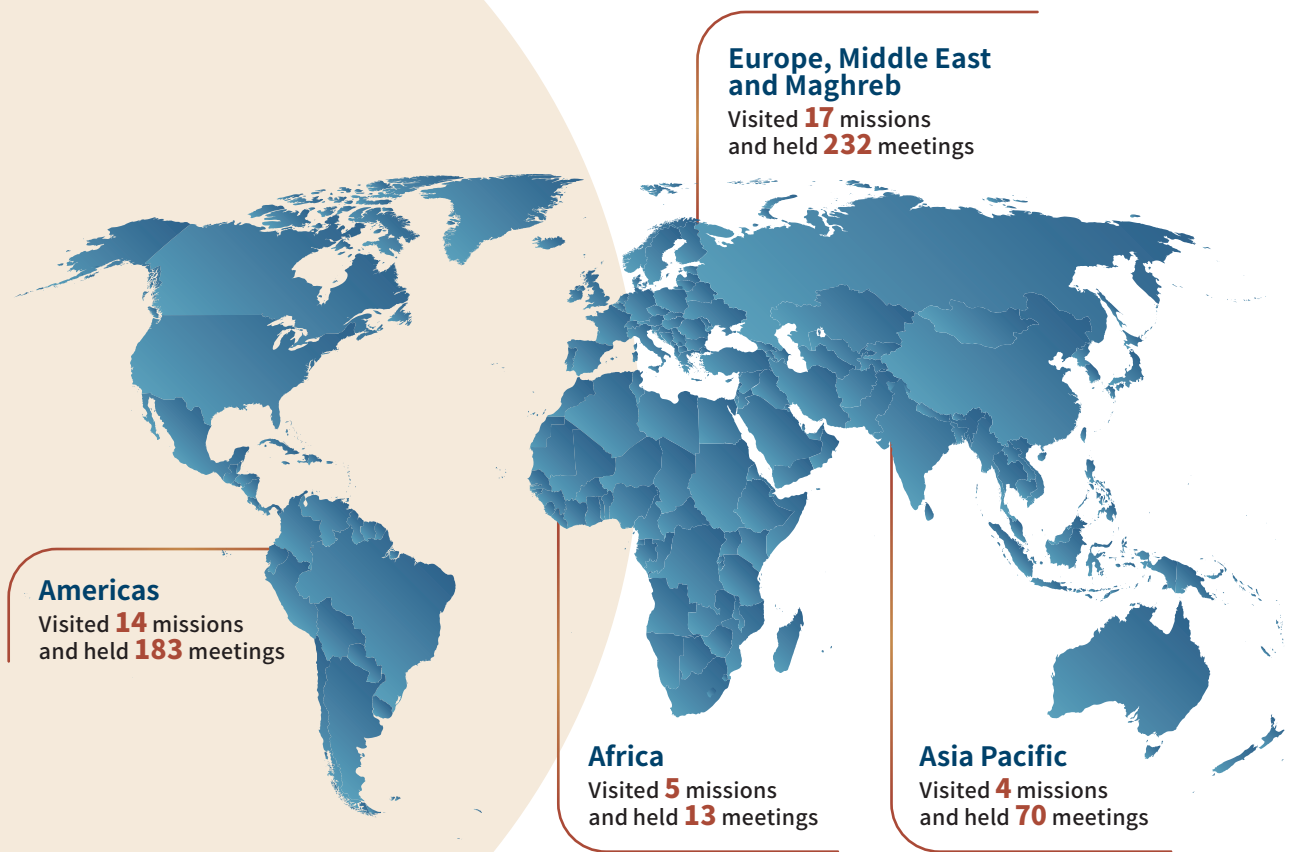 Europe, Middle East
and Maghreb
Visited 17 missions
and held 232 meetings
Americas
Visited 14 missions
and held 183 meetings
Africa
Visited 5 missions
and held 13 meetings
Asia Pacific
Visited 4 missions
and held 70 meetings